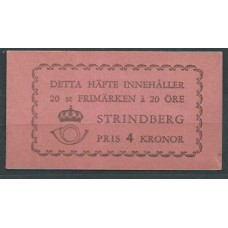 DETTA HÄFTE INNEHÅLLER
20 st FRIMÄRKEN à 20 ÖRE
STRINDBERG
PRIS 4 KRONOR